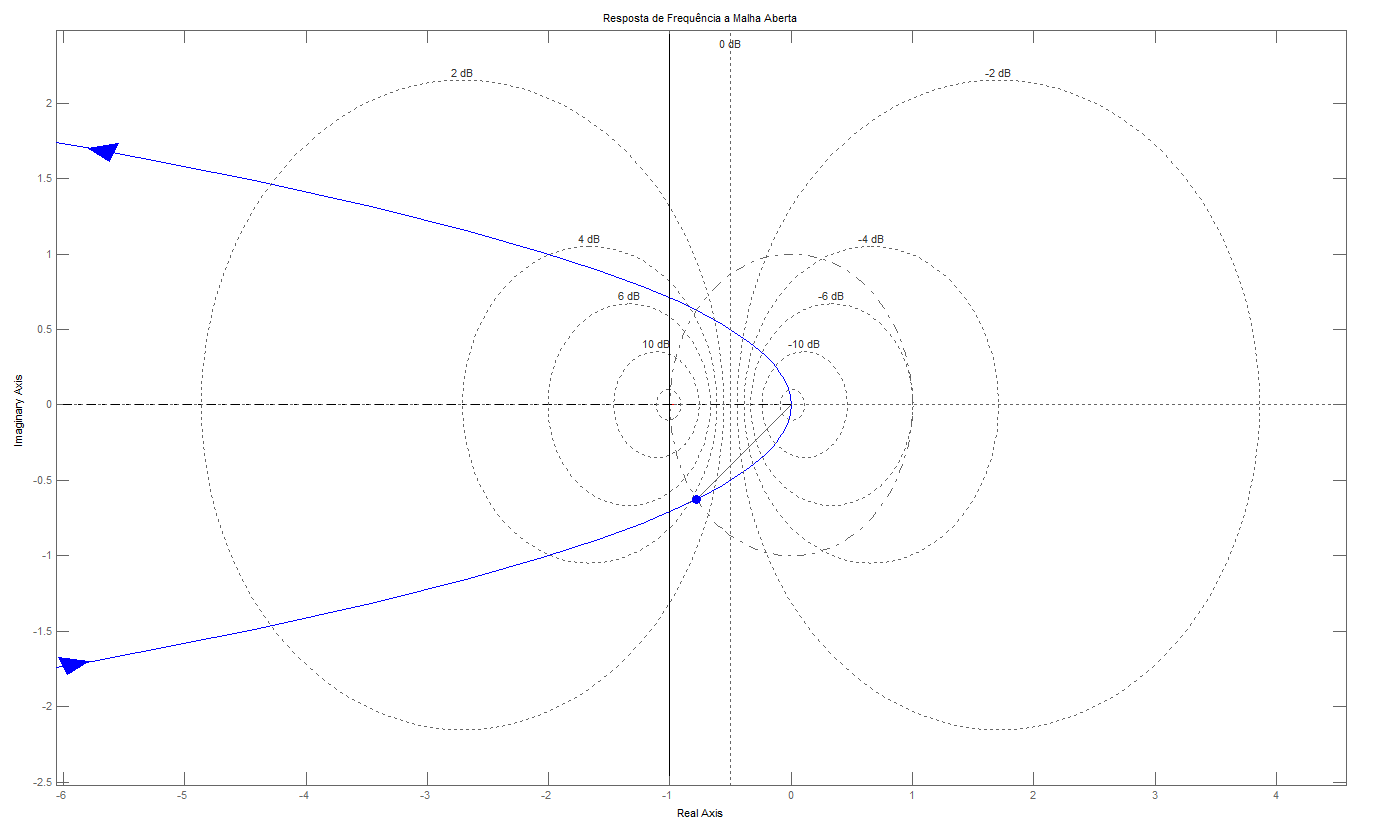 Resposta de Frequência a Malha Aberta
0 dB
2 dB
-2 dB
4 dB
-4 dB
6 dB
-6 dB
10 dB
-10 dB
2
1.5
1
0.5
0
-0.5
-1
-1.5
-2
-2.5
Imaginary Axis
-6
-5
-4
-3
-2
-1
0
1
2
3
4
Real Axis